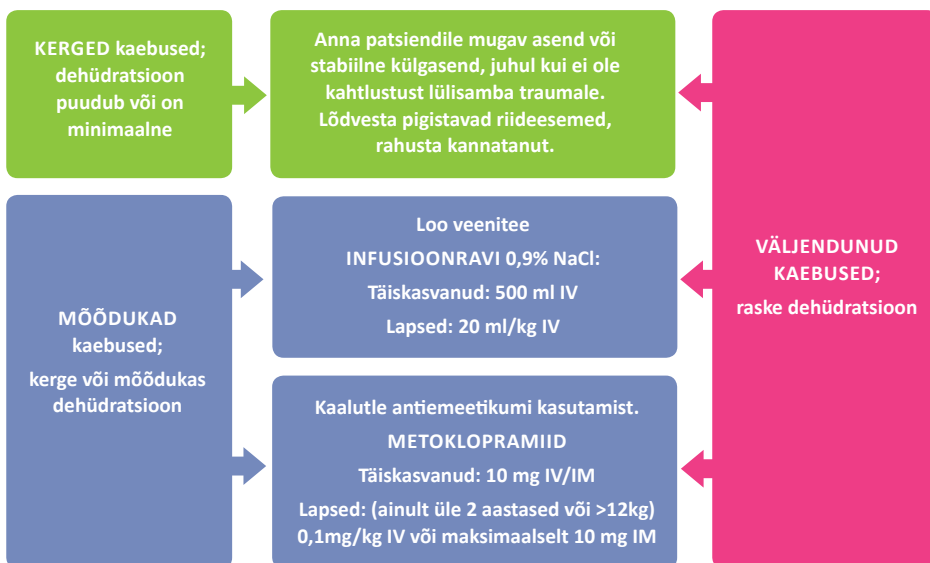 KERGED kaebused;
dehüdratsioon
puudub või on
minimaalne
Anna patsiendile mugav asend või
stabiilne külgasend, juhul kui ei ole
kahtlustust lülisamba traumale.
Lõdvesta pigistavad riideesemed,
rahusta kannatanut.
MÕÕDUKAD
kaebused;
kerge või mõõdukas
dehüdratsioon
Loo veenitee
INFUSIOONRAVI 0,9% NaCl:
Täiskasvanud: 500 ml IV
Lapsed: 20 ml/kg IV
Kaalutle antiemeetikumi kasutamist.
METOKLOPRAMIID
Täiskasvanud: 10 mg IV/IM
Lapsed: (ainult üle 2 aastased või >12kg)
0,1mg/kg IV või maksimaalselt 10 mg IM
VÄLJENDUNUD
KAEBUSED;
raske dehüdratsioon